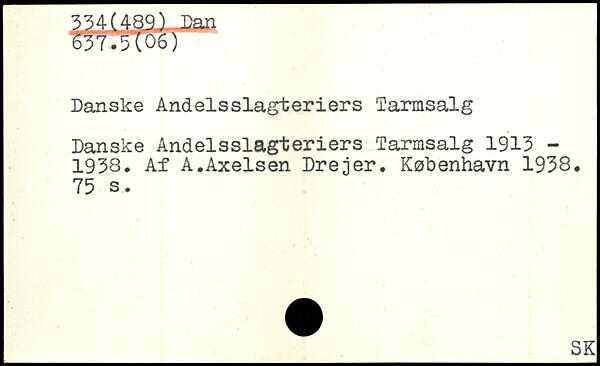 334(489) Dan
637.5(06)
Danske Andelsslagteriers Tarmsalg
Danske Andelsslagteriers Tarmsalg 1913 -
1938. Af A.Axelsen Drejer. København 1938.
75 s.
SK